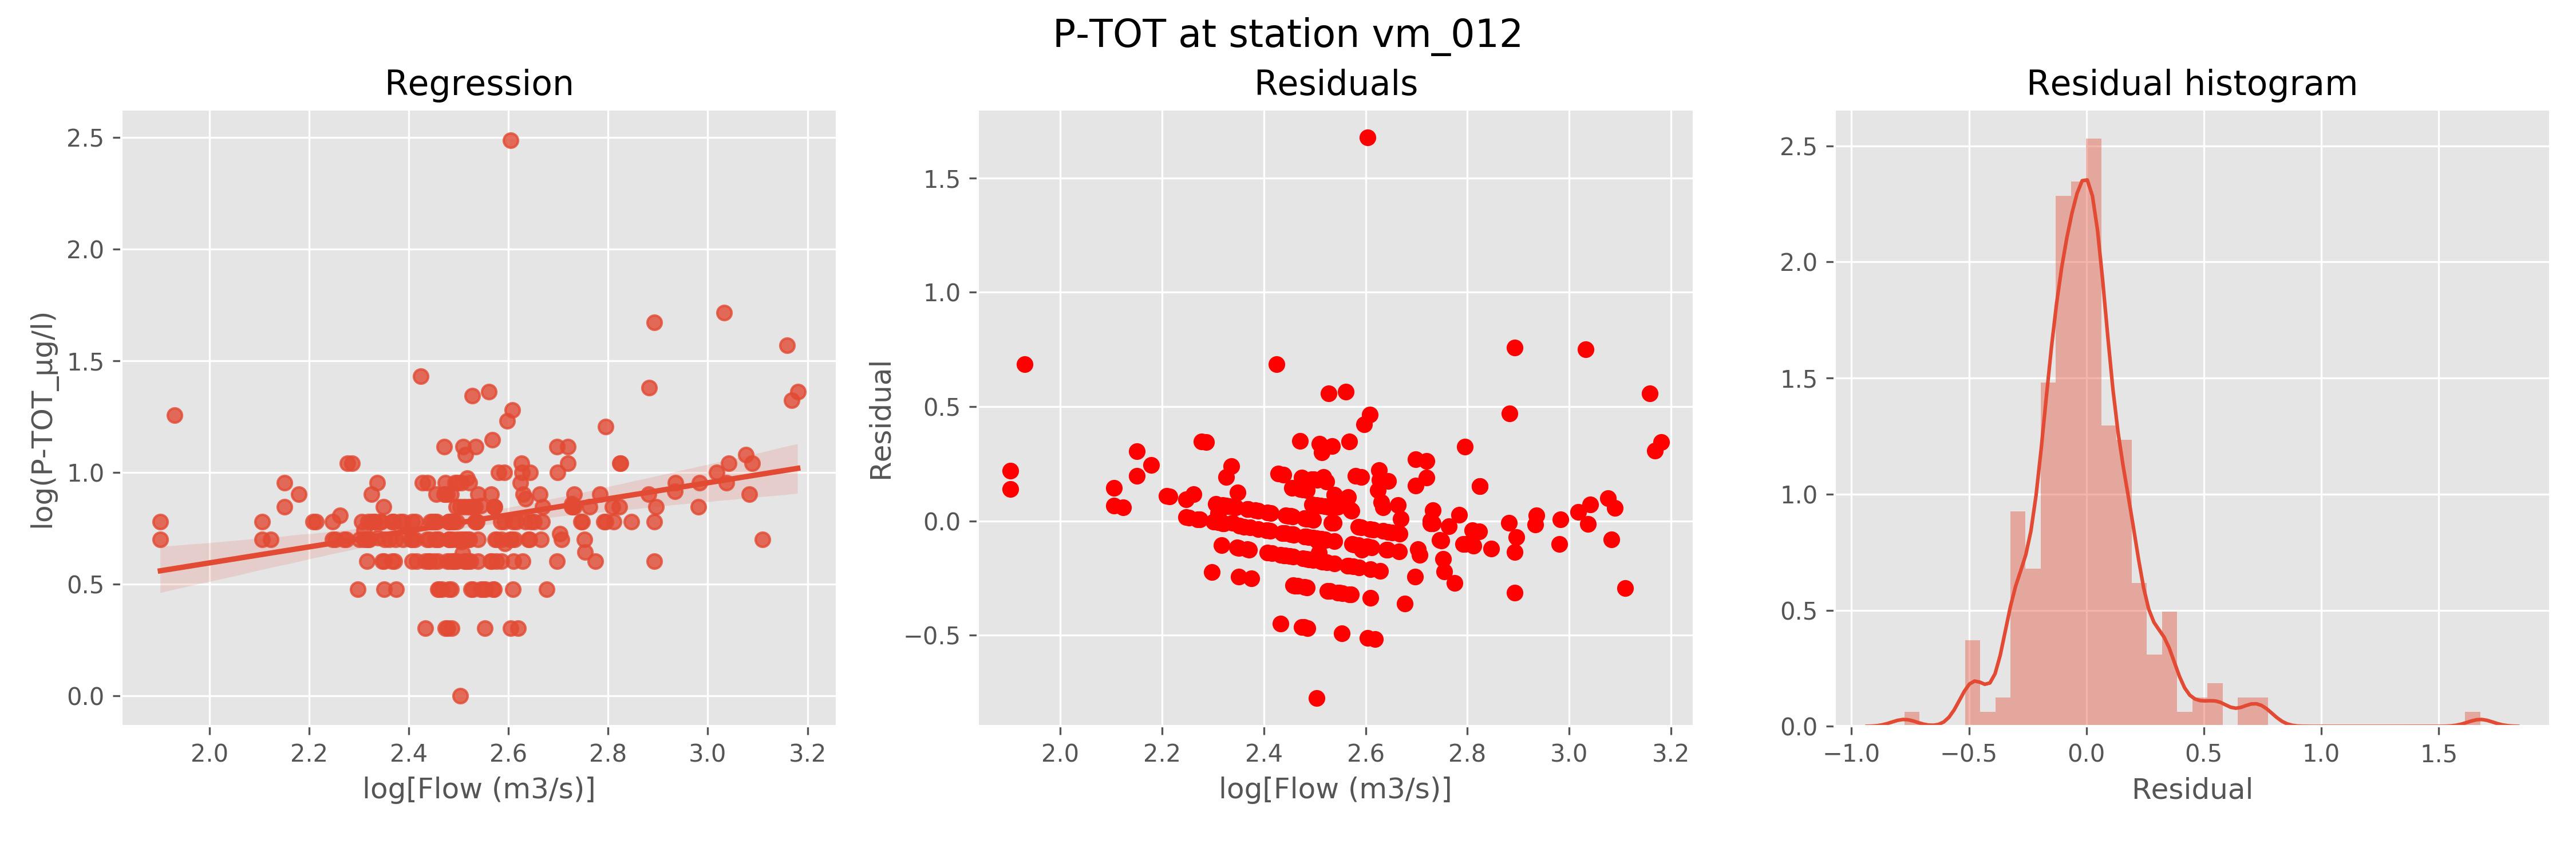 P-TOT at station vm_012
Regression
Residuals
Residual histogram
log(P-TOT_µg/l)
2.5
2.0
1.5
1.0
0.5
0.0
2.0 2.2 2.4 2.6 2.8 3.0 3.2
log[Flow (m3/s)]
Residual
1.5
1.0
0.5
0.0
−0.5
2.0 2.2 2.4 2.6 2.8 3.0 3.2
log[Flow (m3/s)]
2.5
2.0
1.5
1.0
0.5
0.0
−1.0 −0.5 0.0 0.5 1.0 1.5
Residual